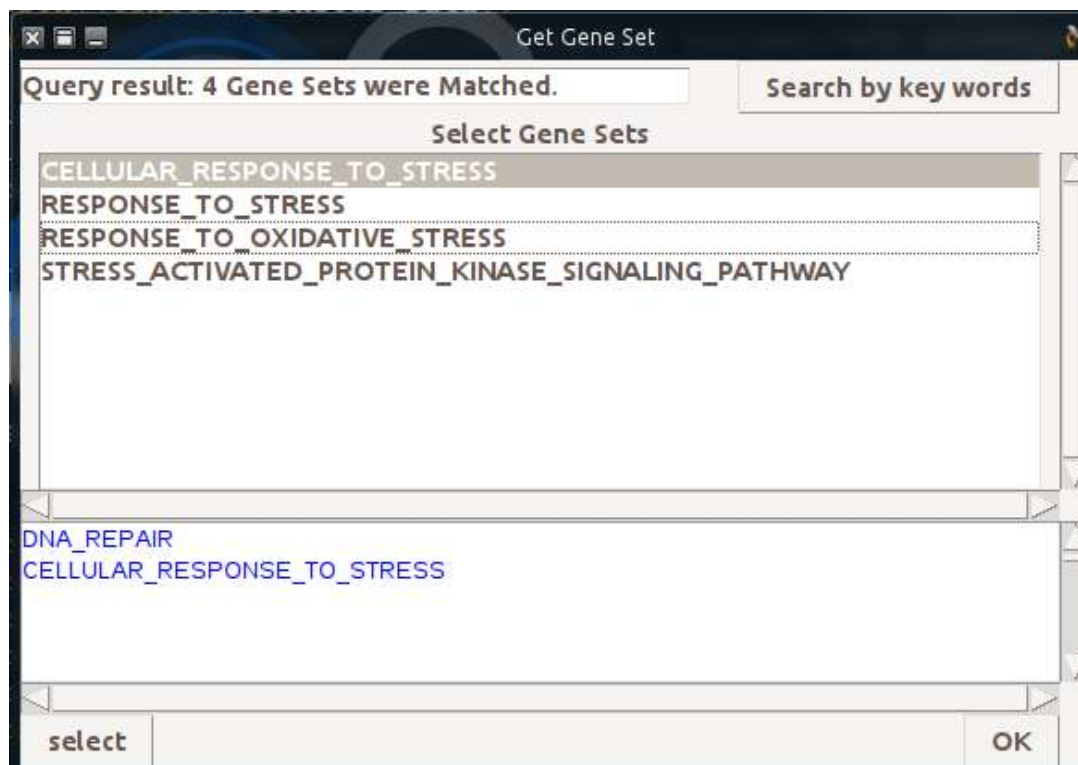 Get Gene Set
Query result: 4 Gene Sets were Matched.
Search by key words
Select Gene Sets
CELLULAR_RESPONSE_TO_STRESS
RESPONSE_TO_STRESS
RESPONSE_TO_OXIDATIVE_STRESS
STRESS_ACTIVATED_PROTEIN_KINASE_SIGNALING_PATHWAY
DNA_REPAIR
CELLULAR_RESPONSE_TO_STRESS
select
OK